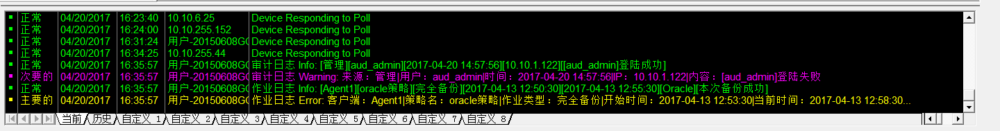 正常 04/20/2017 16:23:40 10.10.6.25 Device Responding to Poll
正常 04/20/2017 16:24:00 10.10.255.152 Device Responding to Poll
正常 04/20/2017 16:31:24 用户-20150608GC Device Responding to Poll
正常 04/20/2017 16:34:25 10.10.255.44 Device Responding to Poll
正常 04/20/2017 16:35:57 用户-20150608GC 审计日志 Info: [管理][aud_admin][2017-04-20 14:57:56][10.10.1.122][[aud_admin]登陆成功]
次要的 04/20/2017 16:35:57 用户-20150608GC 审计日志 Warning: 来源：管理|用户：aud_admin|时间：2017-04-20 14:57:56|IP：10.10.1.122|内容：[aud_admin]登陆失败
正常 04/20/2017 16:35:57 用户-20150608GC 作业日志 Info: [Agent1][oracle策略][完全备份][2017-04-13 12:50:30][2017-04-13 12:55:30][Oracle][本次备份成功]
主要的 04/20/2017 16:35:57 用户-20150608GC 作业日志 Error: 客户端：Agent1|策略名：oracle策略|作业类型：完全备份|开始时间：2017-04-13 12:53:30|当前时间：2017-04-13 12:58:30...
当前 历史 自定义 1 自定义 2 自定义 3 自定义 4 自定义 5 自定义 6 自定义 7 自定义 8